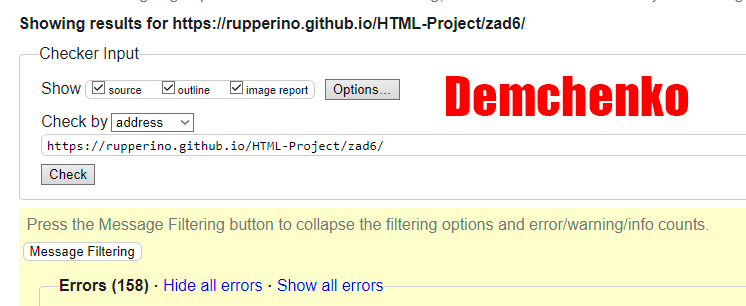 Showing results for https://rupperino.github.io/HTML-Project/zad6/
Checker Input
Show source outline image report Options...
Demchenko
Check by address
https://rupperino.github.io/HTML-Project/zad6/
Check
Press the Message Filtering button to collapse the filtering options and error/warning/info counts.
Message Filtering
Errors (158) · Hide all errors · Show all errors